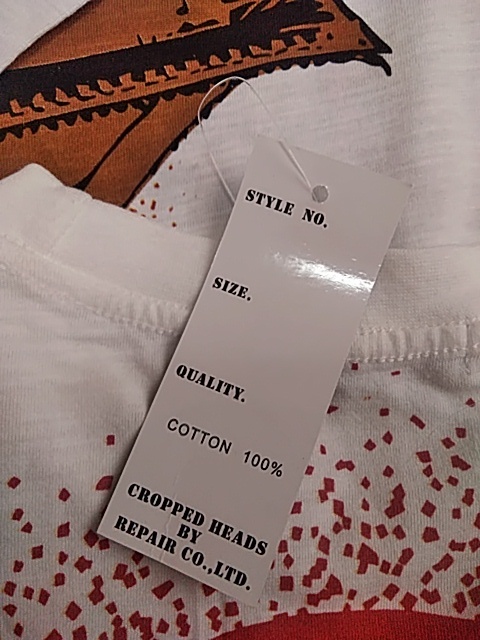 STYLE NO.
SIZE.
QUALITY.
COTTON 100%
CROPPED HEADS
BY
REPAIR CO.,LTD.